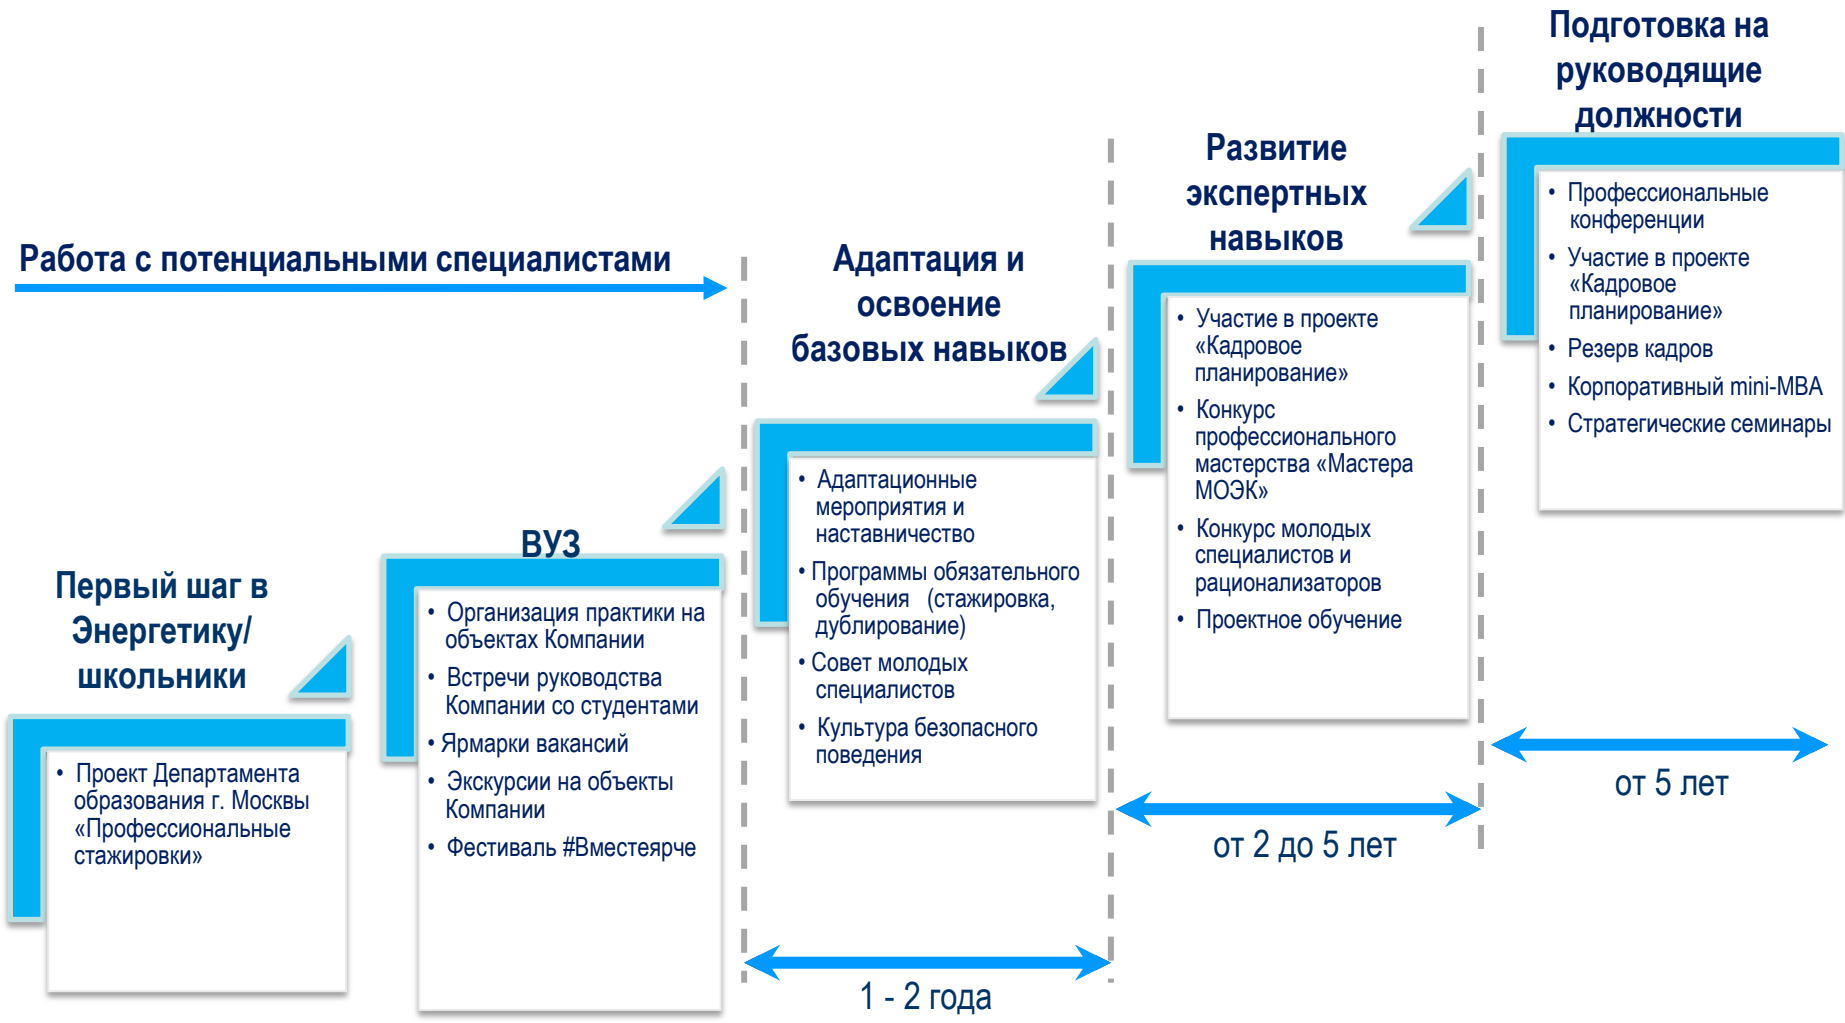 Работа с потенциальными специалистами
Первый шаг в
Энергетику/
школьники
• Проект Департамента
образования г. Москвы
«Профессиональные
стажировки»
ВУЗ
• Организация практики на
объектах Компании
• Встречи руководства
Компании со студентами
• Ярмарки вакансий
• Экскурсии на объекты
Компании
• Фестиваль #Вместеярче
Адаптация и
освоение
базовых навыков
• Адаптационные
мероприятия и
наставничество
• Программы обязательного
обучения (стажировка,
дублирование)
• Совет молодых
специалистов
• Культура безопасного
поведения
1 - 2 года
Развитие
экспертных
навыков
• Участие в проекте
«Кадровое
планирование»
• Конкурс
профессионального
мастерства «Мастера
МОЭК»
• Конкурс молодых
специалистов и
рационализаторов
• Проектное обучение
от 2 до 5 лет
Подготовка на
руководящие
должности
• Профессиональные
конференции
• Участие в проекте
«Кадровое
планирование»
• Резерв кадров
• Корпоративный mini-MBA
• Стратегические семинары
от 5 лет